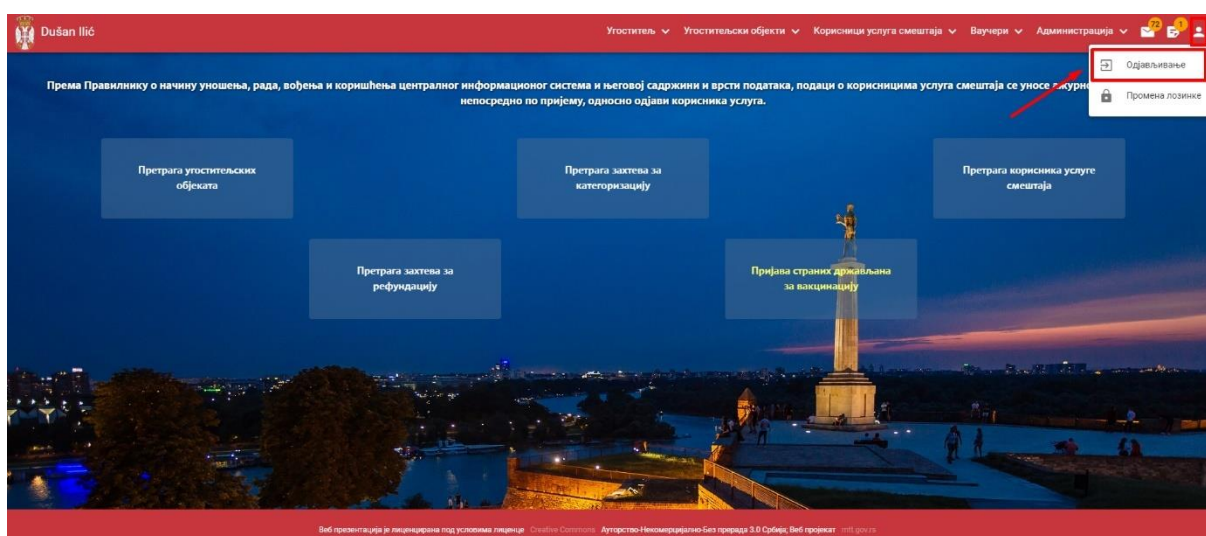 Dušan Ilić
Угоститељ
Угоститељски објекти
Корисници услуга смештаја
Ваучери
Администрација
72
1
Одјављивање
Промена лозинке
Према Правилнику о начину уношења, рада, вођења и коришћења централног информационог система и његовој садржини и врсти података, подаци о корисницима услуга смештаја се уносе
непосредно по пријему, односно одјави корисника услуга.
Претрага угоститељских
објеката
Претрага захтева за
категоризацију
Претрага корисника услуге
смештаја
Претрага захтева за
рефундацију
Пријава страних држављана
за вакцинацију
Веб презентација је лиценцирана под условима лиценце Creative Commons Ауторство-Некомерцијално-Без прерада 3.0 Србија; Веб пројекат mtt.gov.rs